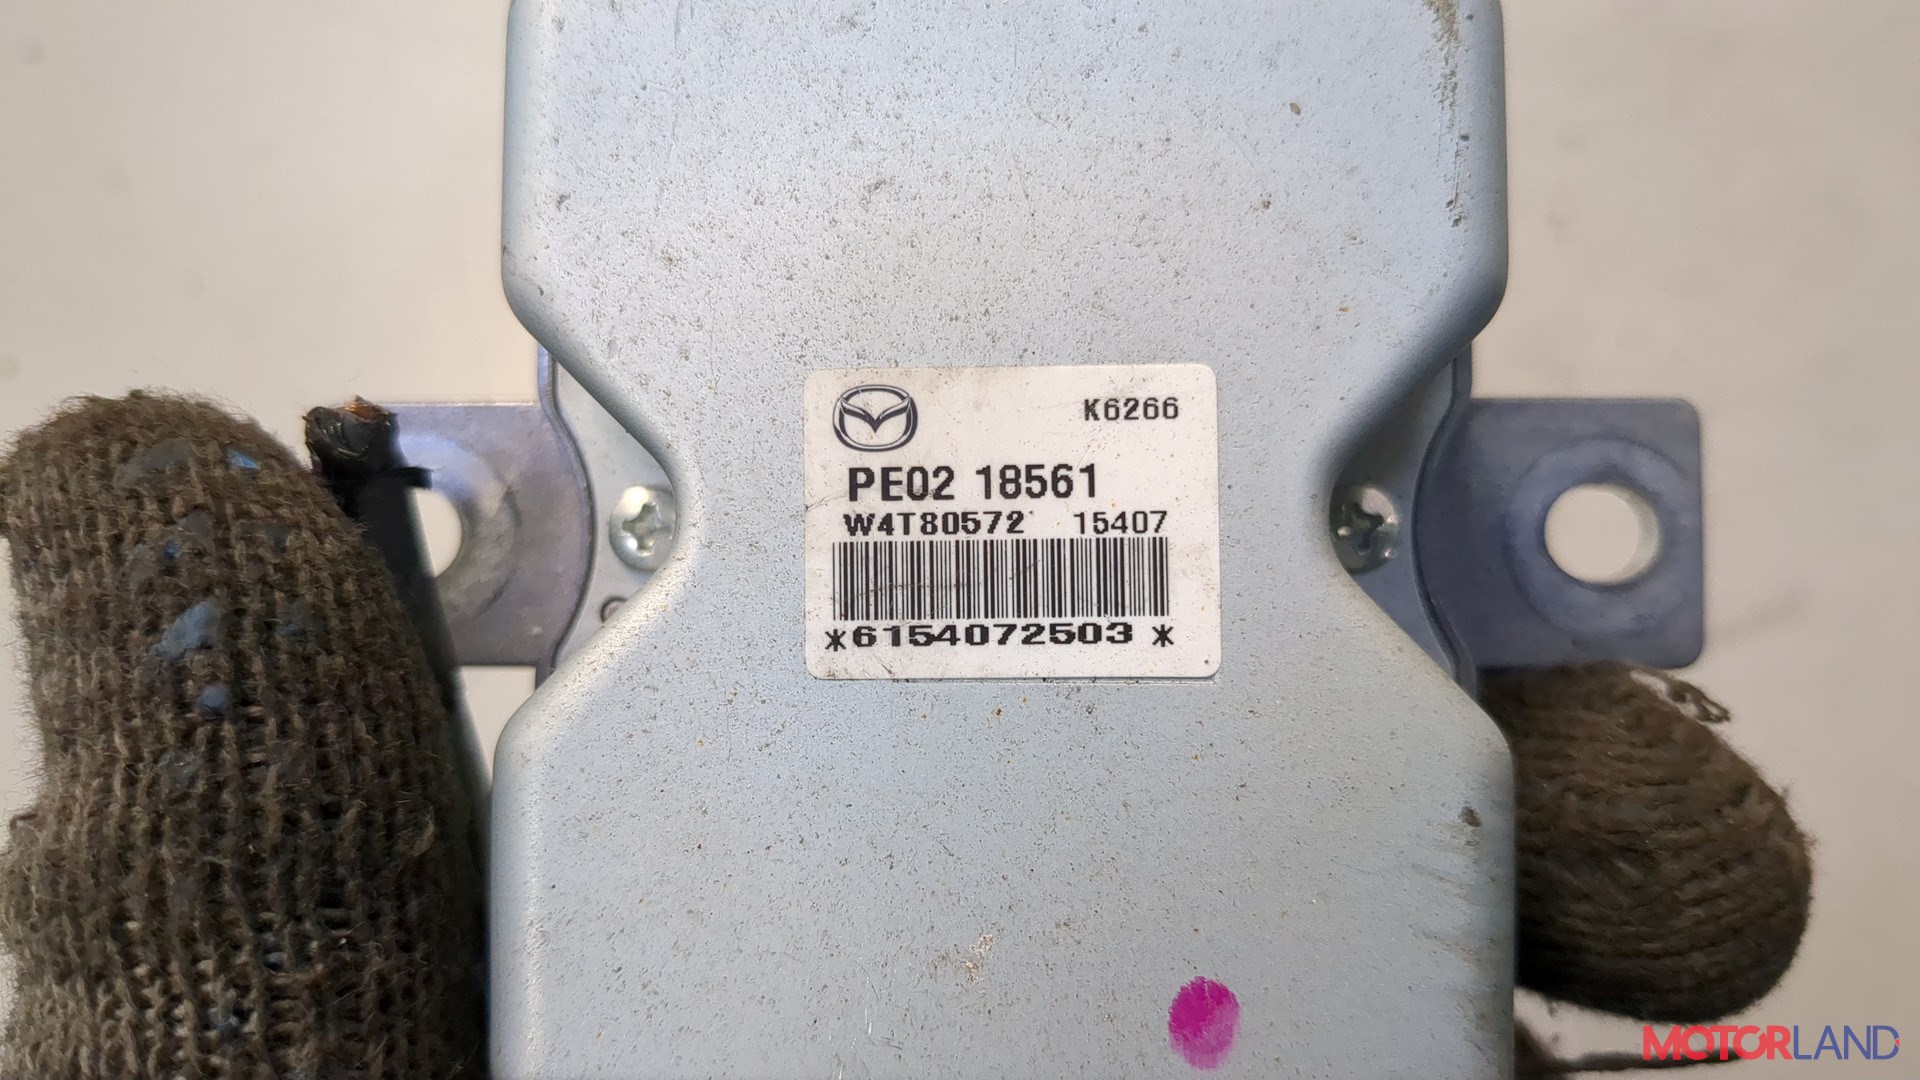 K6266
PE02 18561
W4T80572 15407
*6154072503*
MOTORLAND